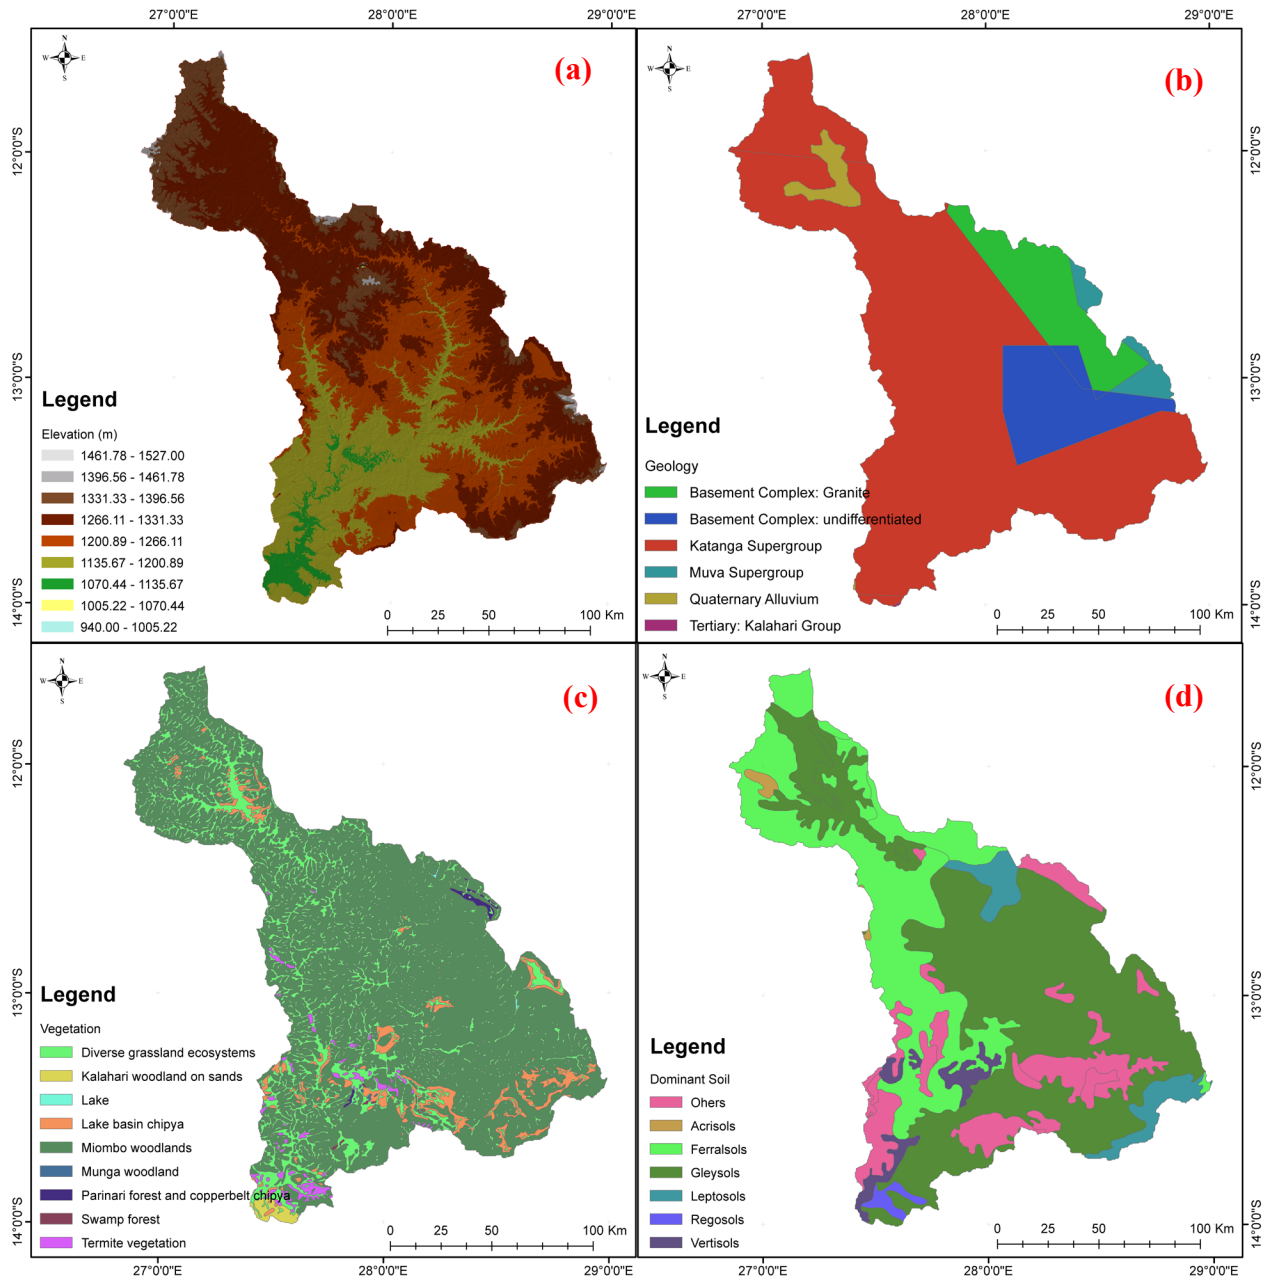 27°0'0"E 28°0'0"E 29°0'0"E 27°0'0"E 28°0'0"E 29°0'0"E
N
W E
S
(a)
12°0'0"S
13°0'0"S
14°0'0"S
Legend
Elevation (m)
1461.78 - 1527.00
1396.56 - 1461.78
1331.33 - 1396.56
1266.11 - 1331.33
1200.89 - 1266.11
1135.67 - 1200.89
1070.44 - 1135.67
1005.22 - 1070.44
940.00 - 1005.22
0 25 50 100 Km
N
W E
S
(b)
12°0'0"S
13°0'0"S
14°0'0"S
Legend
Geology
Basement Complex: Granite
Basement Complex: undifferentiated
Katanga Supergroup
Muva Supergroup
Quaternary Alluvium
Tertiary: Kalahari Group
0 25 50 100 Km
N
W E
S
(c)
12°0'0"S
13°0'0"S
14°0'0"S
Legend
Vegetation
Diverse grassland ecosystems
Kalahari woodland on sands
Lake
Lake basin chipya
Miombo woodlands
Munga woodland
Parinari forest and copperbelt chipya
Swamp forest
Termite vegetation
0 25 50 100 Km
N
W E
S
(d)
12°0'0"S
13°0'0"S
14°0'0"S
Legend
Dominant Soil
Ohers
Acrisols
Ferralsols
Gleysols
Leptosols
Regosols
Vertisols
0 25 50 100 Km
27°0'0"E 28°0'0"E 29°0'0"E 27°0'0"E 28°0'0"E 29°0'0"E